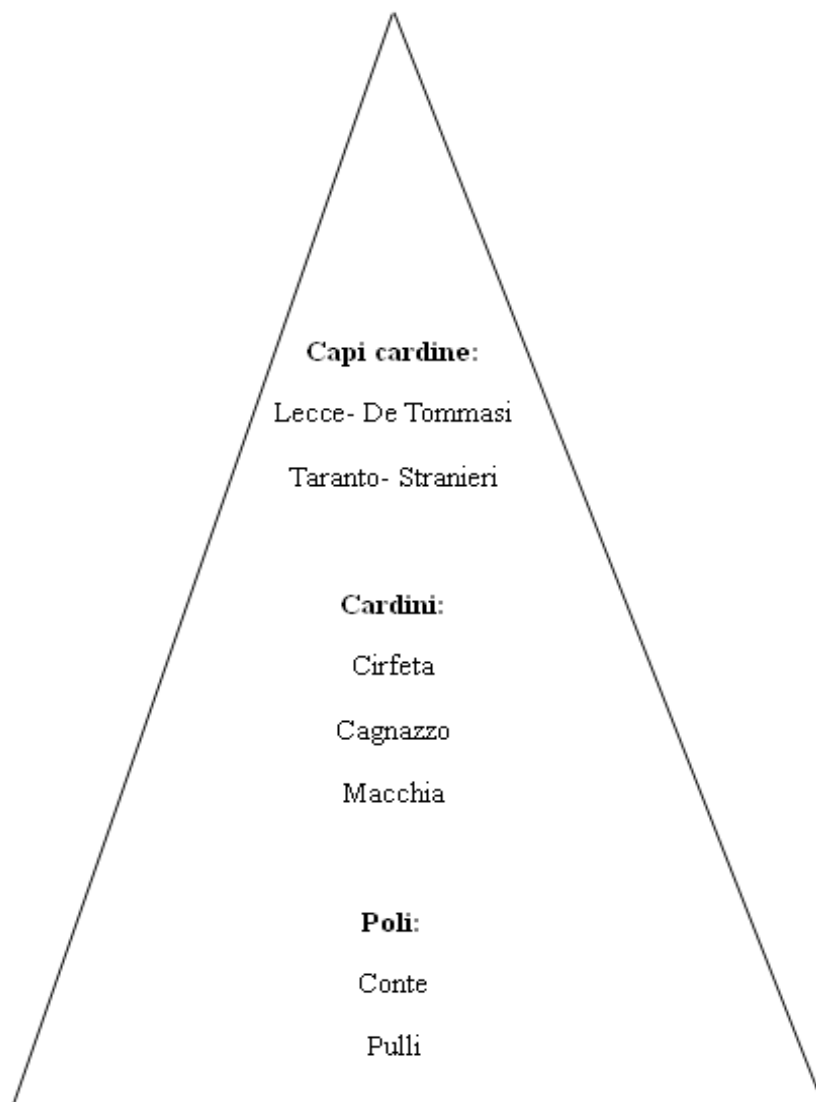 Capi cardine:
Lecce- De Tommasi
Taranto- Stranieri
Cardini:
Cirfeta
Cagnazzo
Macchia
Poli:
Conte
Pulli